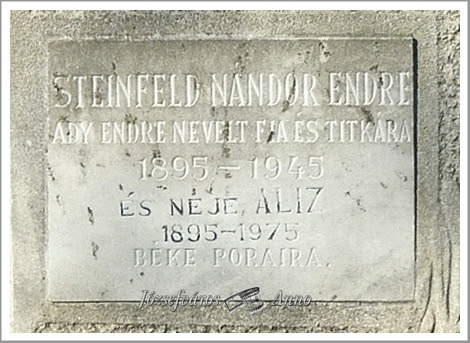 STEINFELD NÁNDOR ENDRE
ADY ENDRE NEVELT FIA ÉS TITKÁRA
1895-1945
ÉS NEJE, ALIZ
1895-1975
BÉKE PORAIRA.
Józsefváros Anno